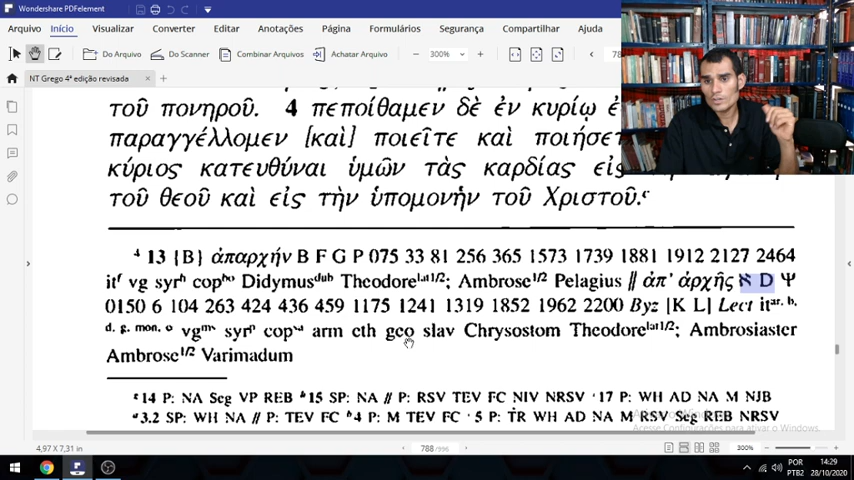 Wondershare PDFelement
Arquivo Início Visualizar Converter Editar Anotações Página Formulários Segurança Compartilhar Ajuda
Do Arquivo Do Scanner Combinar Arquivos Achatar Arquivo 300% 78
NT Grego 4ª edição revisada
τοῦ πονηροῦ. 4 πεποίθαμεν δὲ ἐν κυρίῳ ἐ
παραγγέλλομεν [καὶ] ποιεῖτε καὶ ποιήσετ
κύριος κατευθύναι ὑμῶν τὰς καρδίας εἰς
τοῦ θεοῦ καὶ εἰς τὴν ὑπομονὴν τοῦ Χριστοῦ.c
4 13 {B} ἀπαρχήν B F G P 075 33 81 256 365 1573 1739 1881 1912 2127 2464
itf vg syrh copbo Didymusdub Theodorelat1/2; Ambrose1/2 Pelagius // ἀπ' ἀρχῆς א D Ψ
0150 6 104 263 424 436 459 1175 1241 1319 1852 1962 2200 Byz [K L] Lect itar, b,
d, g, mon, o vgms syrp copsa arm eth geo slav Chrysostom Theodorelat1/2; Ambrosiaster
Ambrose1/2 Varimadum
c 14 P: NA Seg VP REB b 15 SP: NA // P: RSV TEV FC NIV NRSV c 17 P: WH AD NA M NJB
a 3.2 SP: WH NA // P: TEV FC b 4 P: M TEV FC c 5 P: TR WH AD NA M RSV Seg REB NRSV
Acesse Configurações para ativar o Windows.
4,97 x 7,31 in 788 /996 300%
POR
PTB2
14:29
28/10/2020